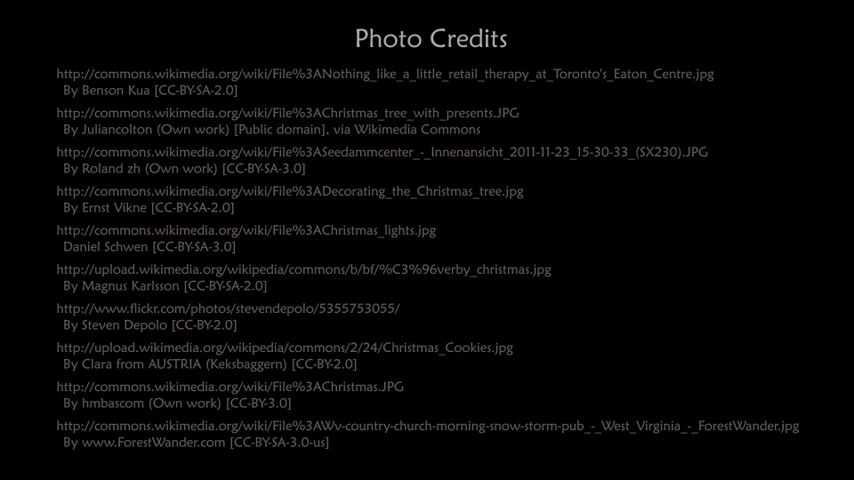 Photo Credits
http://commons.wikimedia.org/wiki/File%3ANothing_like_a_little_retail_therapy_at_Toronto's_Eaton_Centre.jpg
By Benson Kua [CC-BY-SA-2.0]
http://commons.wikimedia.org/wiki/File%3AChristmas_tree_with_presents.JPG
By Juliancolton (Own work) [Public domain], via Wikimedia Commons
http://commons.wikimedia.org/wiki/File%3ASeedammcenter_-_Innenansicht_2011-11-23_15-30-33_(SX230).JPG
By Roland zh (Own work) [CC-BY-SA-3.0]
http://commons.wikimedia.org/wiki/File%3ADecorating_the_Christmas_tree.jpg
By Ernst Vikne [CC-BY-SA-2.0]
http://commons.wikimedia.org/wiki/File%3AChristmas_lights.jpg
Daniel Schwen [CC-BY-SA-3.0]
http://upload.wikimedia.org/wikipedia/commons/b/bf/%C3%96verby_christmas.jpg
By Magnus Karlsson [CC-BY-SA-2.0]
http://www.flickr.com/photos/stevendepolo/5355753055/
By Steven Depolo [CC-BY-2.0]
http://upload.wikimedia.org/wikipedia/commons/2/24/Christmas_Cookies.jpg
By Clara from AUSTRIA (Keksbaggern) [CC-BY-2.0]
http://commons.wikimedia.org/wiki/File%3AChristmas.JPG
By hmbascom (Own work) [CC-BY-3.0]
http://commons.wikimedia.org/wiki/File%3AWv-country-church-morning-snow-storm-pub_-_West_Virginia_-_ForestWander.jpg
By www.ForestWander.com [CC-BY-SA-3.0-us]